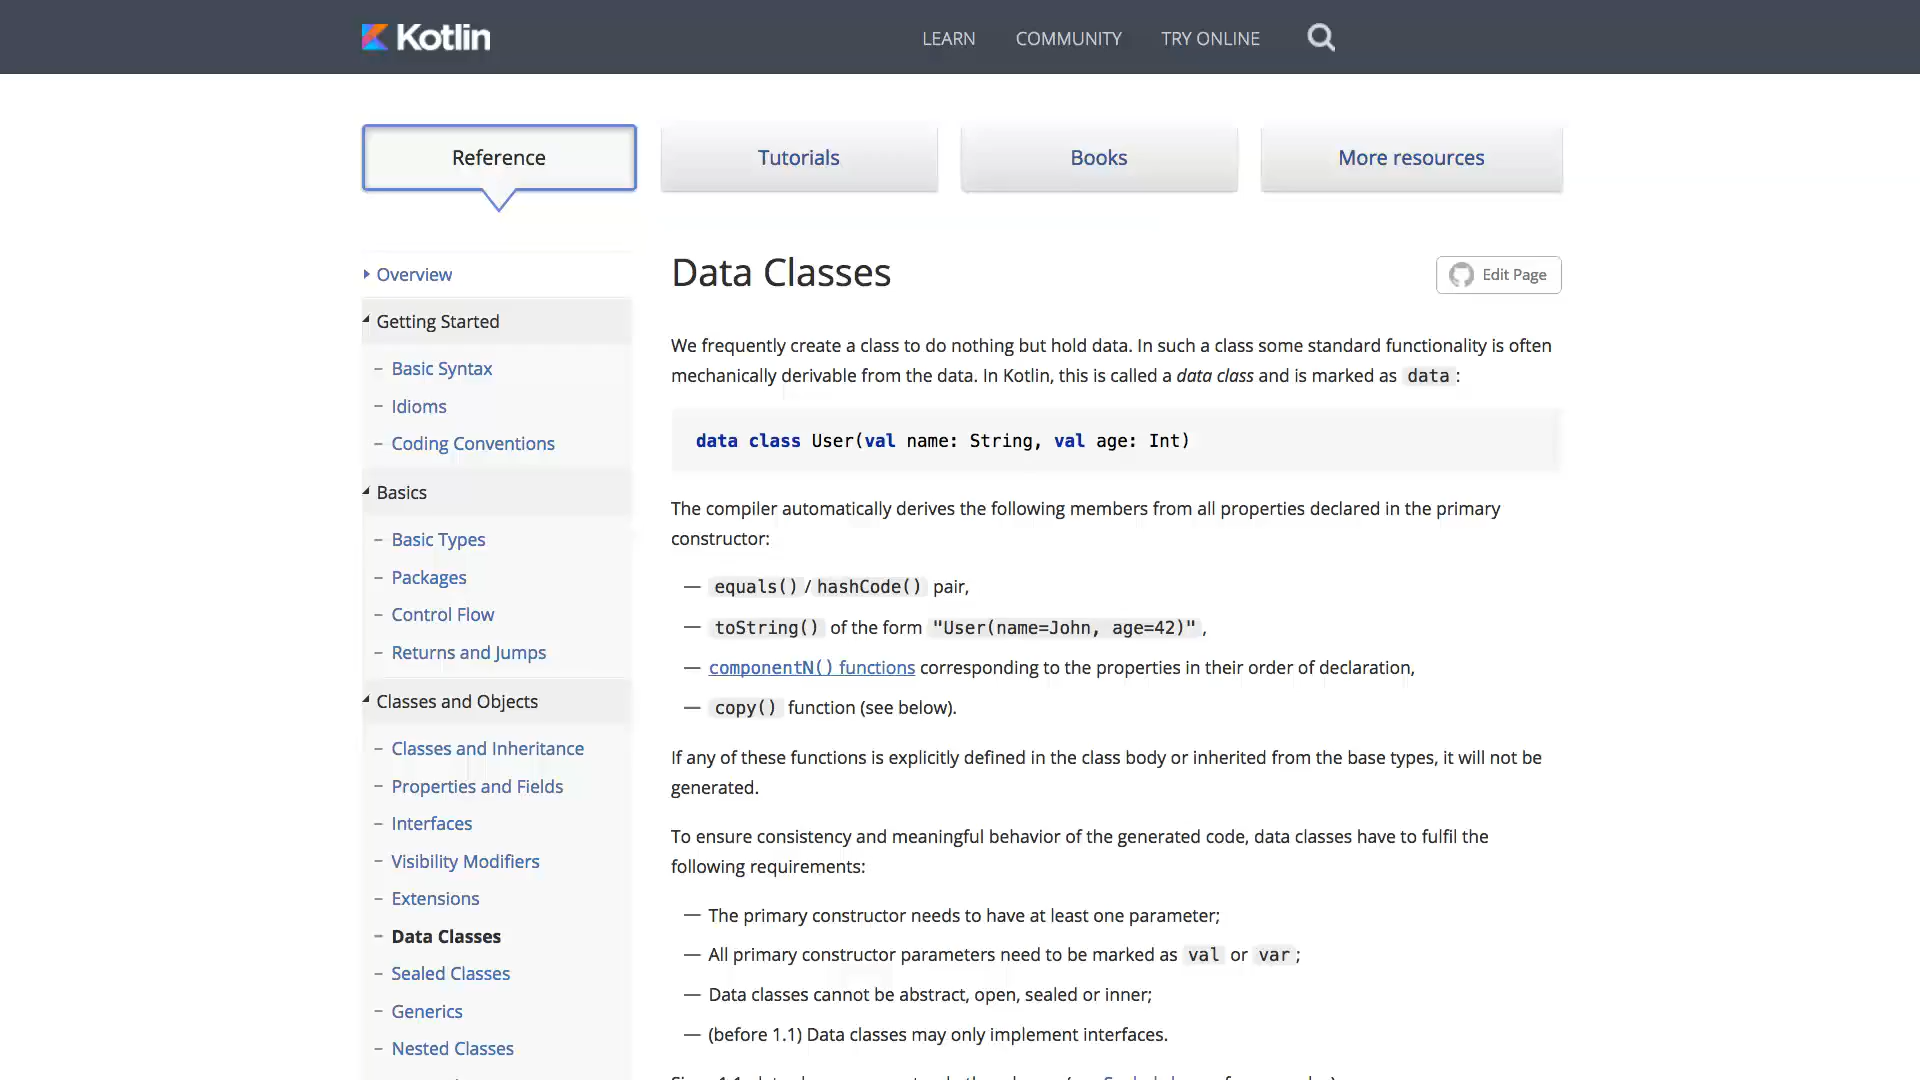 Kotlin
LEARN
COMMUNITY
TRY ONLINE
Reference
Tutorials
Books
More resources
Overview
Getting Started
– Basic Syntax
– Idioms
– Coding Conventions
Basics
– Basic Types
– Packages
– Control Flow
– Returns and Jumps
Classes and Objects
– Classes and Inheritance
– Properties and Fields
– Interfaces
– Visibility Modifiers
– Extensions
– Data Classes
– Sealed Classes
– Generics
– Nested Classes
Data Classes
Edit Page
We frequently create a class to do nothing but hold data. In such a class some standard functionality is often
mechanically derivable from the data. In Kotlin, this is called a data class and is marked as data :
data class User(val name: String, val age: Int)
The compiler automatically derives the following members from all properties declared in the primary
constructor:
— equals() / hashCode() pair,
— toString() of the form "User(name=John, age=42)" ,
— componentN() functions corresponding to the properties in their order of declaration,
— copy() function (see below).
If any of these functions is explicitly defined in the class body or inherited from the base types, it will not be
generated.
To ensure consistency and meaningful behavior of the generated code, data classes have to fulfil the
following requirements:
— The primary constructor needs to have at least one parameter;
— All primary constructor parameters need to be marked as val or var ;
— Data classes cannot be abstract, open, sealed or inner;
— (before 1.1) Data classes may only implement interfaces.